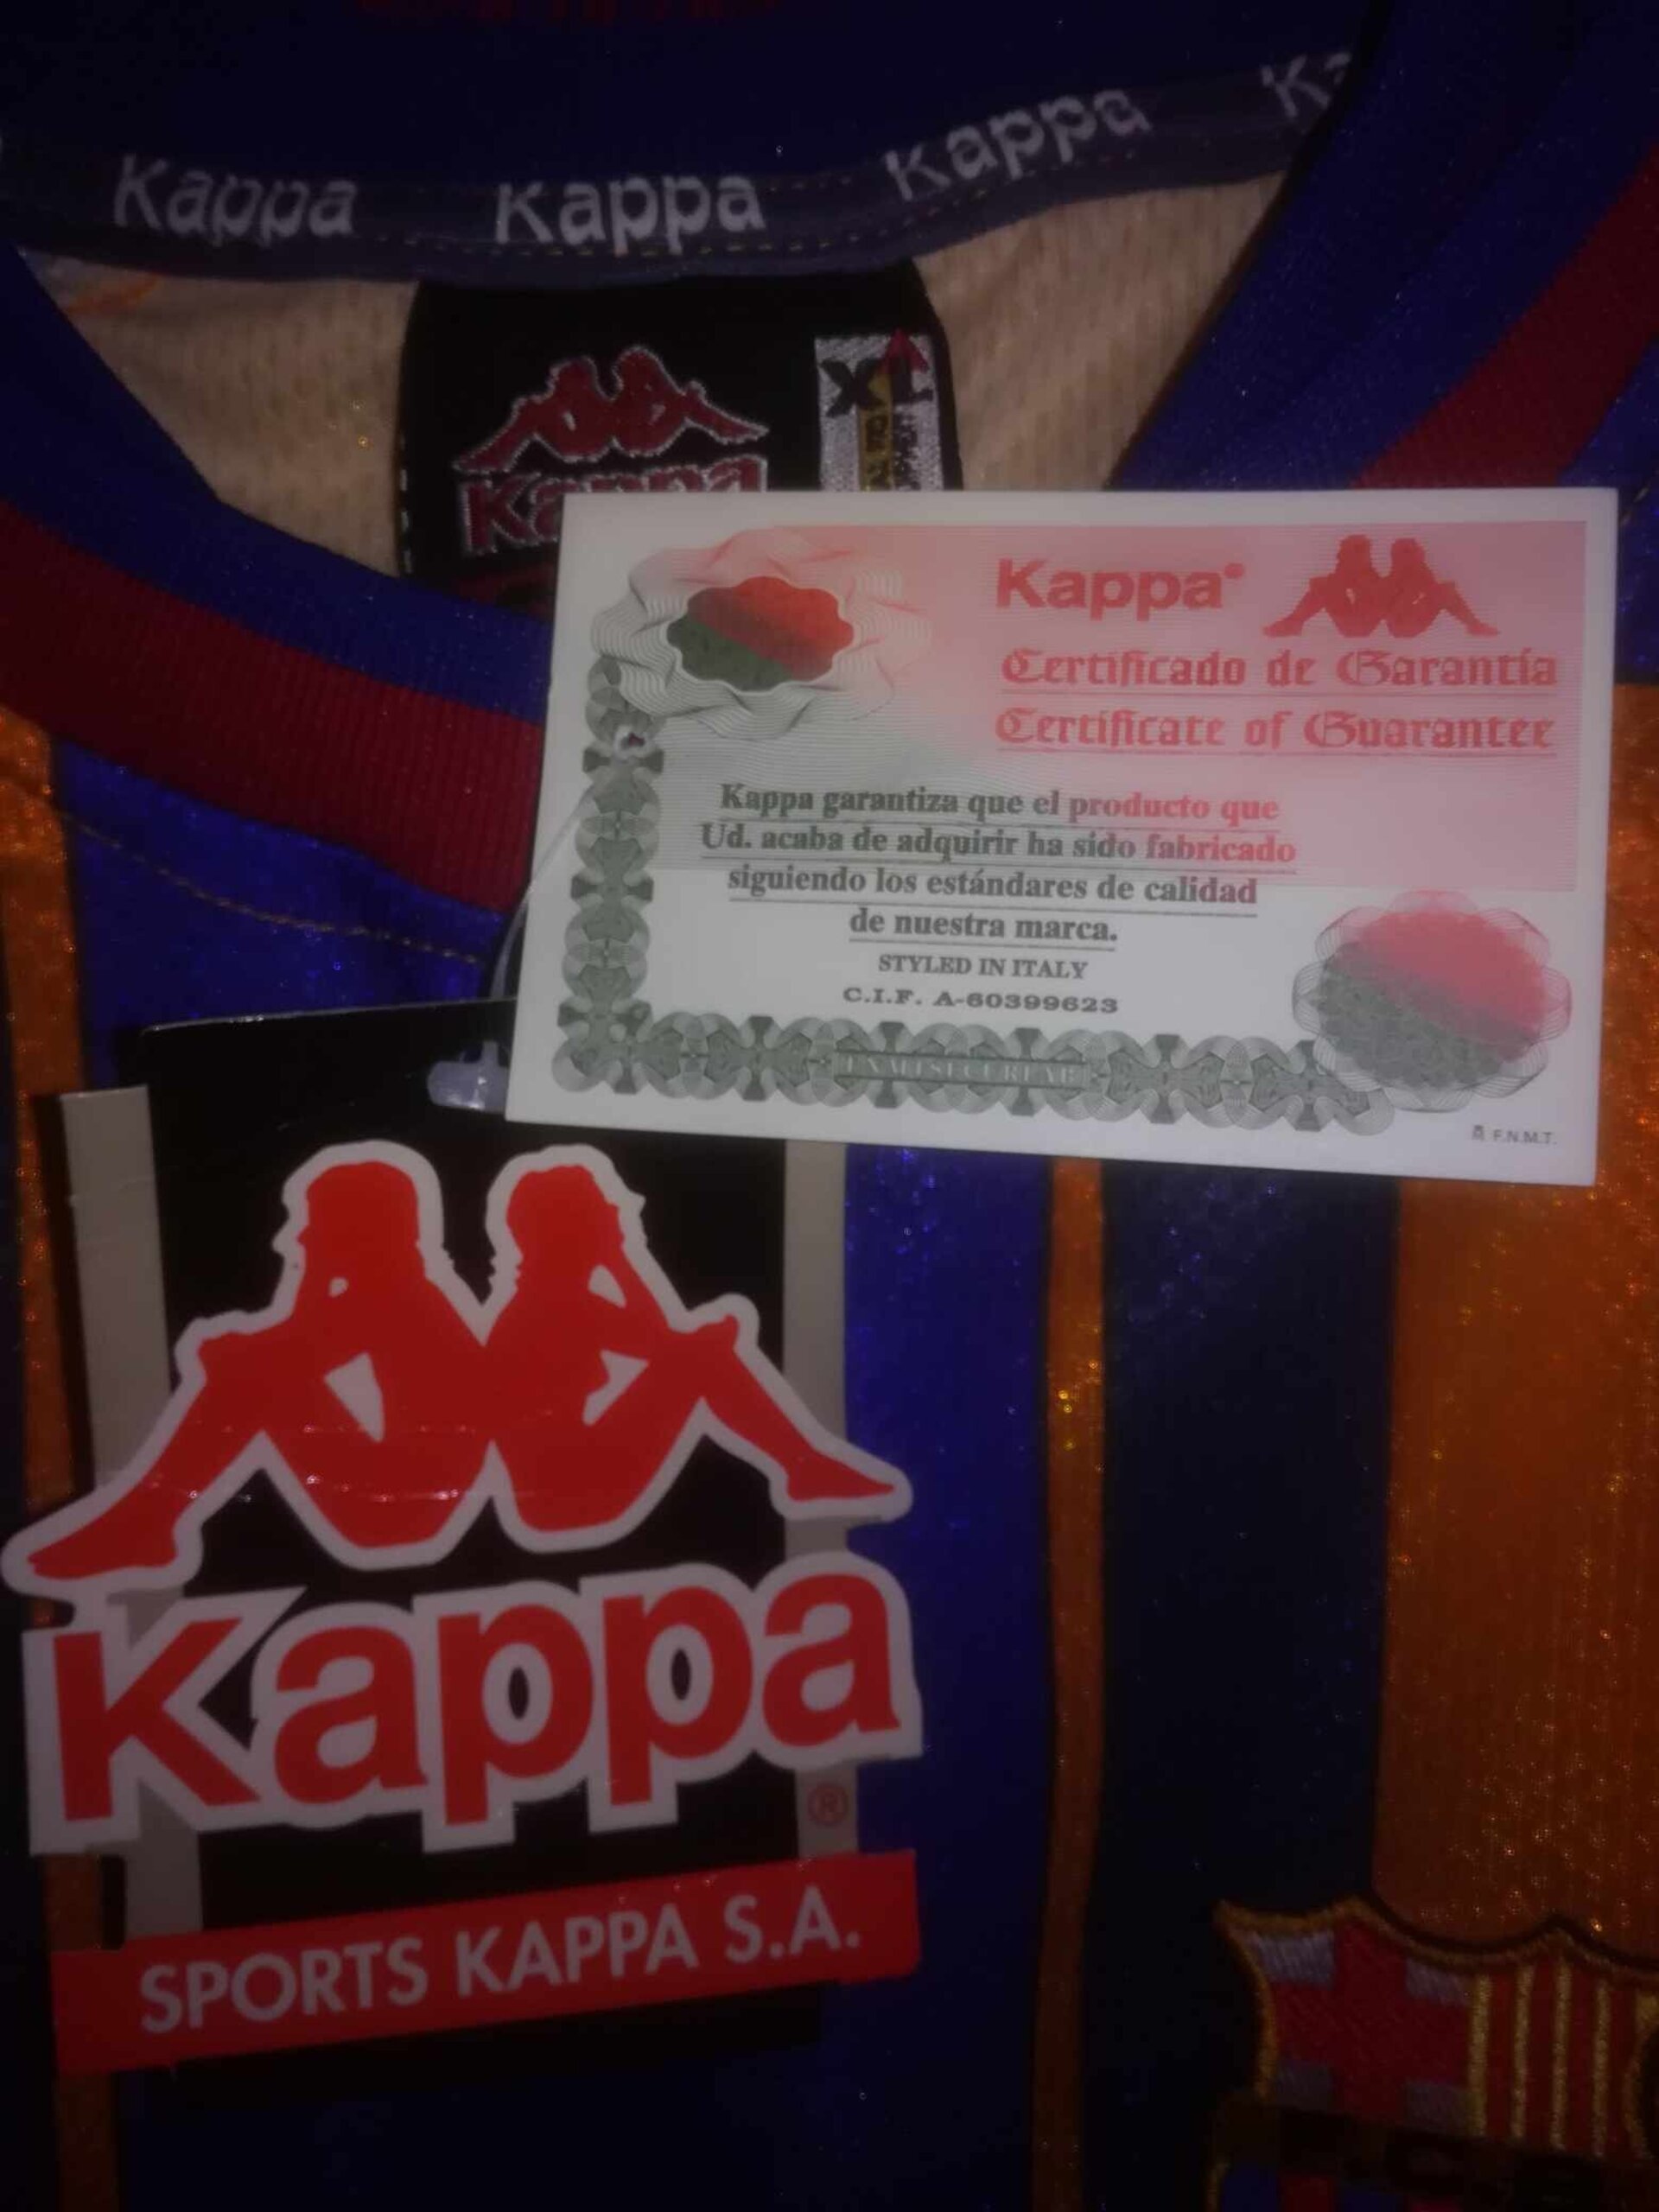 Kappa Kappa Kappa
XL
Kappa
Kappa
Certificado de Garantía
Certificate of Guarantee
Kappa garantiza que el producto que
Ud. acaba de adquirir ha sido fabricado
siguiendo los estándares de calidad
de nuestra marca.
STYLED IN ITALY
C.I.F. A-60399623
F.N.M.T.
Kappa
®
SPORTS KAPPA S.A.